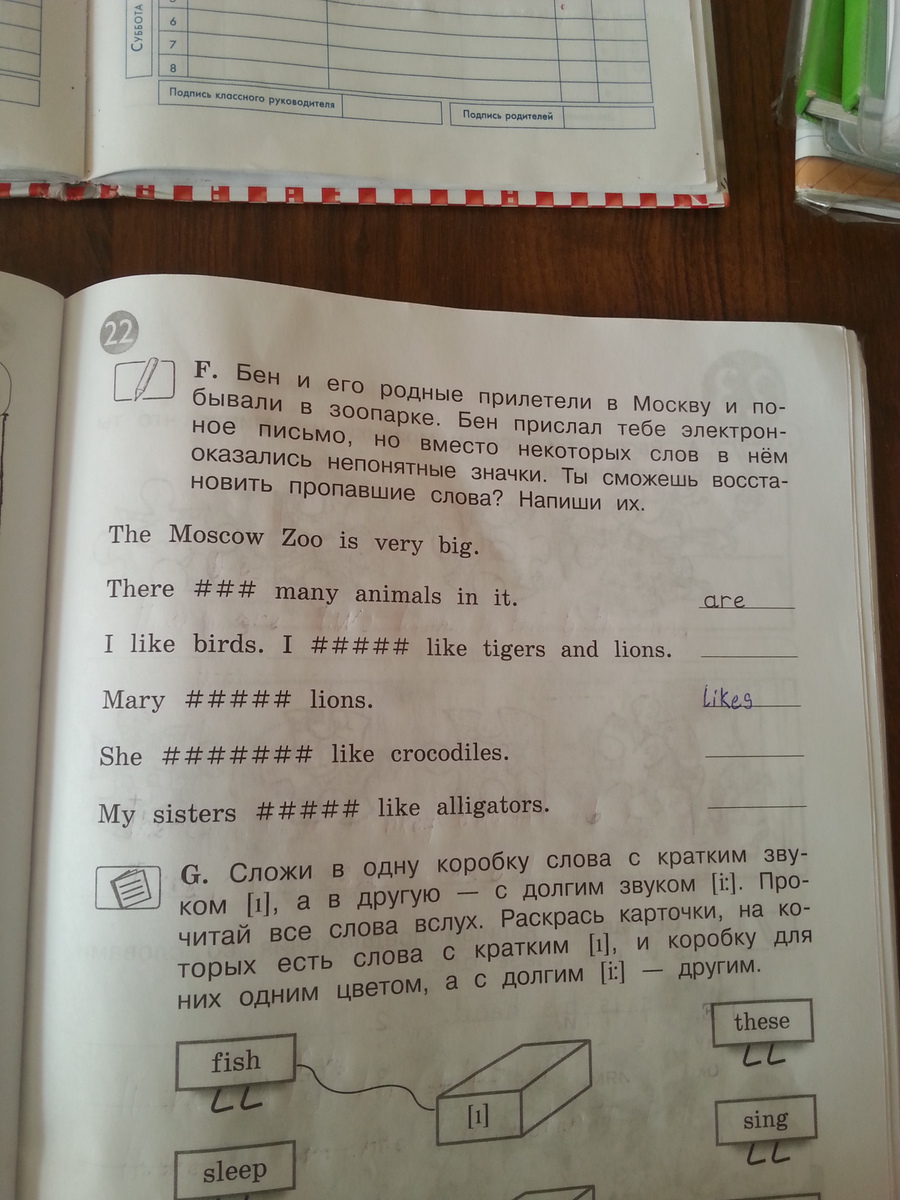 СУББОТА
6
7
8
Подпись классного руководителя
Подпись родителей
22
F. Бен и его родные прилетели в Москву и по-
бывали в зоопарке. Бен прислал тебе электрон-
ное письмо, но вместо некоторых слов в нём
оказались непонятные значки. Ты сможешь восста-
новить пропавшие слова? Напиши их.
The Moscow Zoo is very big.
There ### many animals in it. are
I like birds. I ##### like tigers and lions.
Mary ##### lions. likes
She ####### like crocodiles.
My sisters ##### like alligators.
G. Сложи в одну коробку слова с кратким зву-
ком [ɪ], а в другую — с долгим звуком [i:]. Про-
читай все слова вслух. Раскрась карточки, на ко-
торых есть слова с кратким [ɪ], и коробку для
них одним цветом, а с долгим [i:] — другим.
these
fish
[ɪ]
sing
sleep